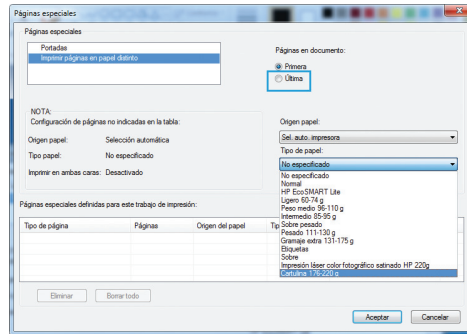 Páginas especiales
Páginas especiales
Portadas
Imprimir páginas en papel distinto
Páginas en documento:
Primera
Última
NOTA:
Configuración de páginas no indicadas en la tabla:
Origen papel: Selección automática
Tipo papel: No especificado
Imprimir en ambas caras: Desactivado
Origen papel:
Sel. auto. impresora
Tipo de papel:
No especificado
No especificado
Normal
HP EcoSMART Lite
Ligero 60-74 g
Peso medio 96-110 g
Intermedio 85-95 g
Sobre pesado
Pesado 111-130 g
Gramaje extra 131-175 g
Etiquetas
Sobre
Impresión láser color fotográfico satinado HP 220g
Cartulina 176-220 g
Páginas especiales definidas para este trabajo de impresión:
Tipo de página Páginas Origen del papel Tip
Eliminar Borrar todo
Aceptar Cancelar